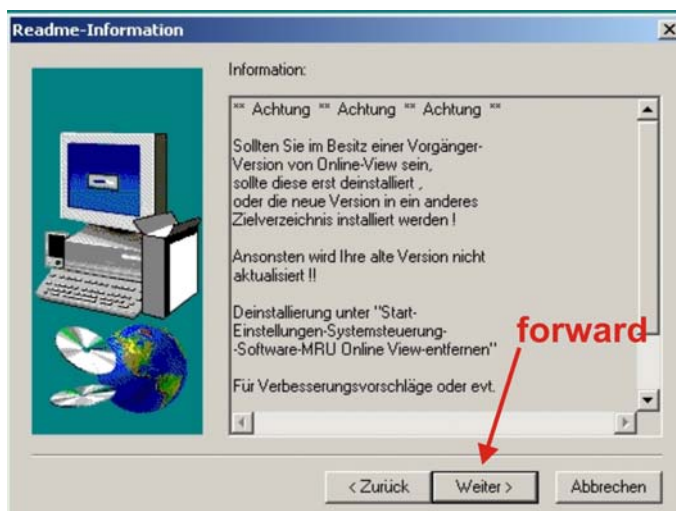 Readme-Information
Information:
** Achtung ** Achtung ** Achtung **
Sollten Sie im Besitz einer Vorgänger-
Version von Online-View sein,
sollte diese erst deinstalliert ,
oder die neue Version in ein anderes
Zielverzeichnis installiert werden !
Ansonsten wird Ihre alte Version nicht
aktualisiert !!
Deinstallierung unter "Start-
Einstellungen-Systemsteuerung-
-Software-MRU Online View-entfernen"
forward
Für Verbesserungsvorschläge oder evt.
< Zurück
Weiter >
Abbrechen